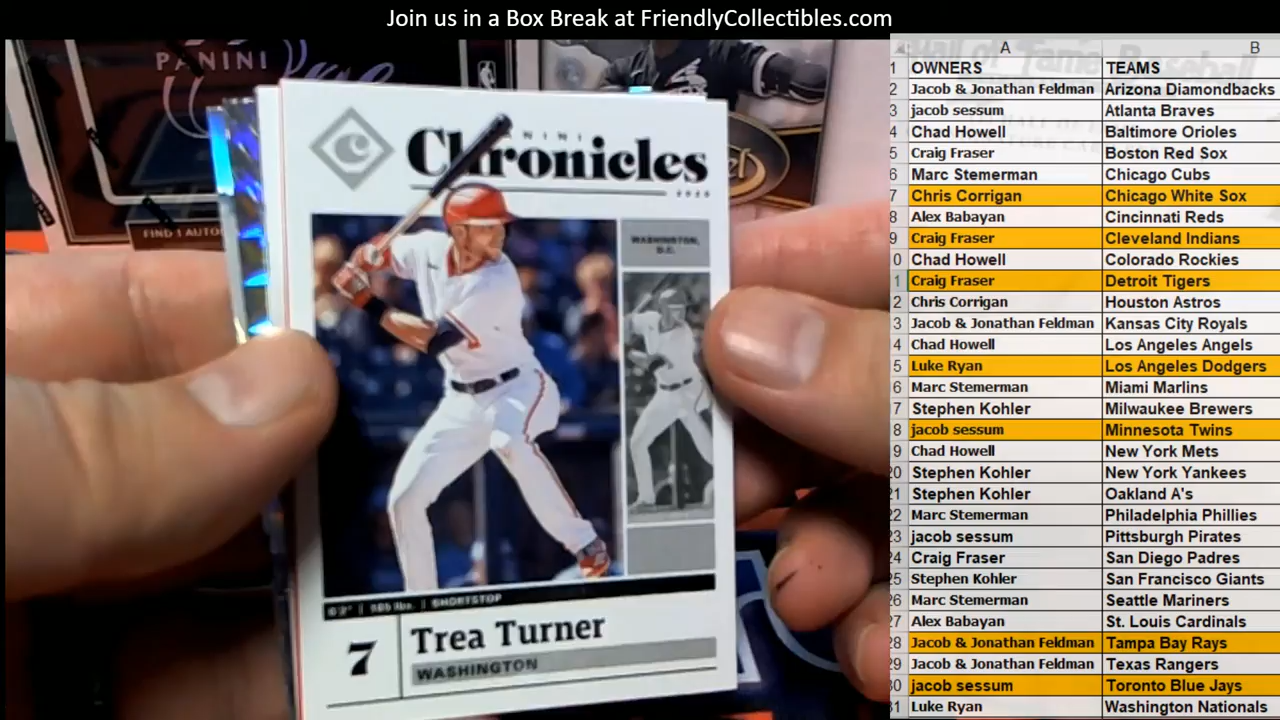 Join us in a Box Break at FriendlyCollectibles.com
PANINI
FIND 1 AUTO
PANINI
Chronicles
2020
WASHINGTON,
D.C.
SHORTSTOP
7
Trea Turner
WASHINGTON
A B
1 OWNERS TEAMS
2 Jacob & Jonathan Feldman Arizona Diamondbacks
3 jacob sessum Atlanta Braves
4 Chad Howell Baltimore Orioles
5 Craig Fraser Boston Red Sox
6 Marc Stemerman Chicago Cubs
7 Chris Corrigan Chicago White Sox
8 Alex Babayan Cincinnati Reds
9 Craig Fraser Cleveland Indians
0 Chad Howell Colorado Rockies
1 Craig Fraser Detroit Tigers
2 Chris Corrigan Houston Astros
3 Jacob & Jonathan Feldman Kansas City Royals
4 Chad Howell Los Angeles Angels
5 Luke Ryan Los Angeles Dodgers
6 Marc Stemerman Miami Marlins
7 Stephen Kohler Milwaukee Brewers
8 jacob sessum Minnesota Twins
9 Chad Howell New York Mets
20 Stephen Kohler New York Yankees
21 Stephen Kohler Oakland A's
22 Marc Stemerman Philadelphia Phillies
23 jacob sessum Pittsburgh Pirates
24 Craig Fraser San Diego Padres
25 Stephen Kohler San Francisco Giants
26 Marc Stemerman Seattle Mariners
27 Alex Babayan St. Louis Cardinals
28 Jacob & Jonathan Feldman Tampa Bay Rays
29 Jacob & Jonathan Feldman Texas Rangers
30 jacob sessum Toronto Blue Jays
31 Luke Ryan Washington Nationals